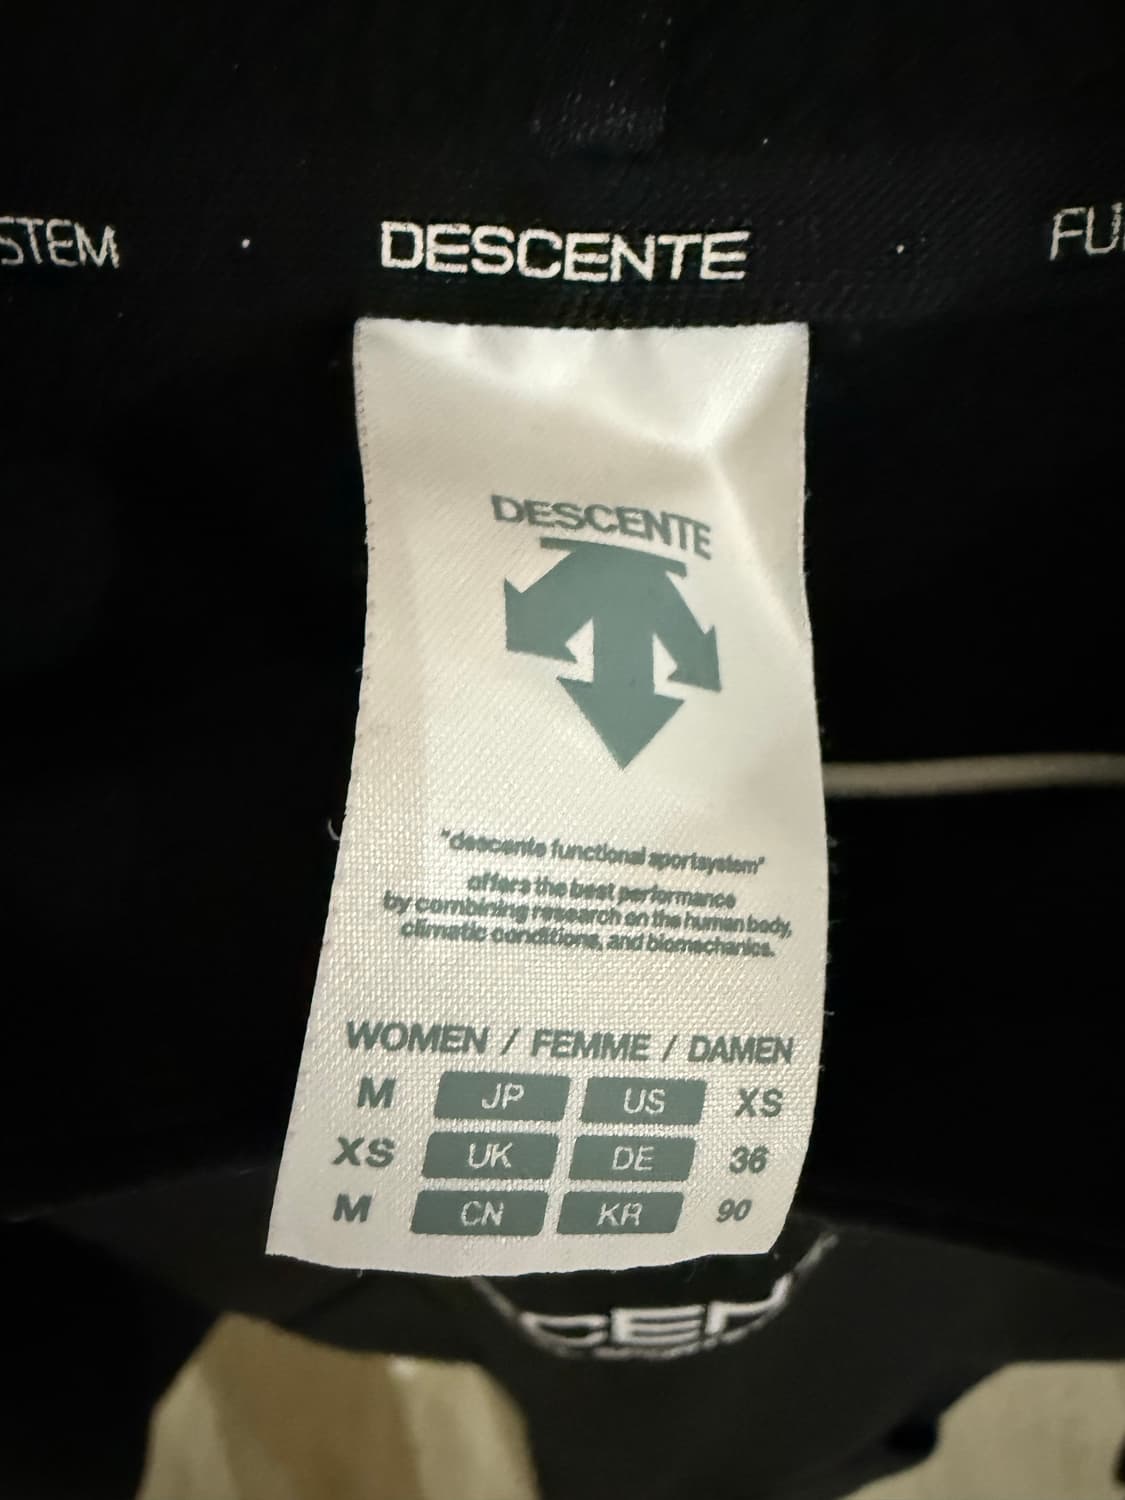 STEM · DESCENTE · FU
DESCENTE
"descente functional sportsystem"
offers the best performance
by combining research on the human body,
climatic conditions, and biomechanics.
WOMEN / FEMME / DAMEN
M JP US XS
XS UK DE 36
M CN KR 90
CEN